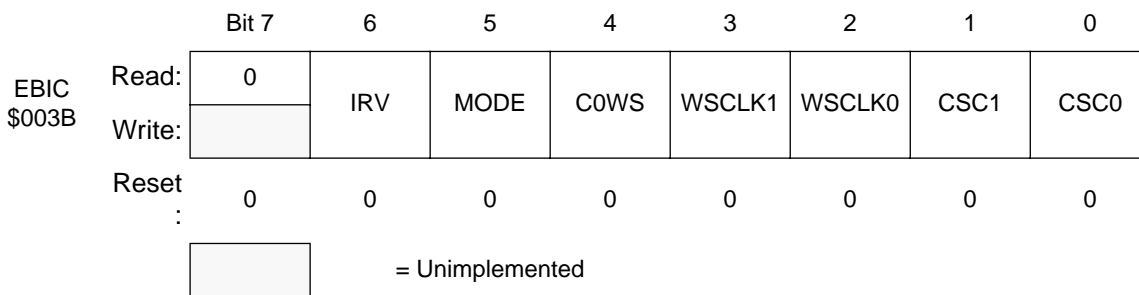 Bit 7 6 5 4 3 2 1 0
EBIC
$003B
Read: 0 IRV MODE C0WS WSCLK1 WSCLK0 CSC1 CSC0
Write:
Reset
: 0 0 0 0 0 0 0 0
= Unimplemented